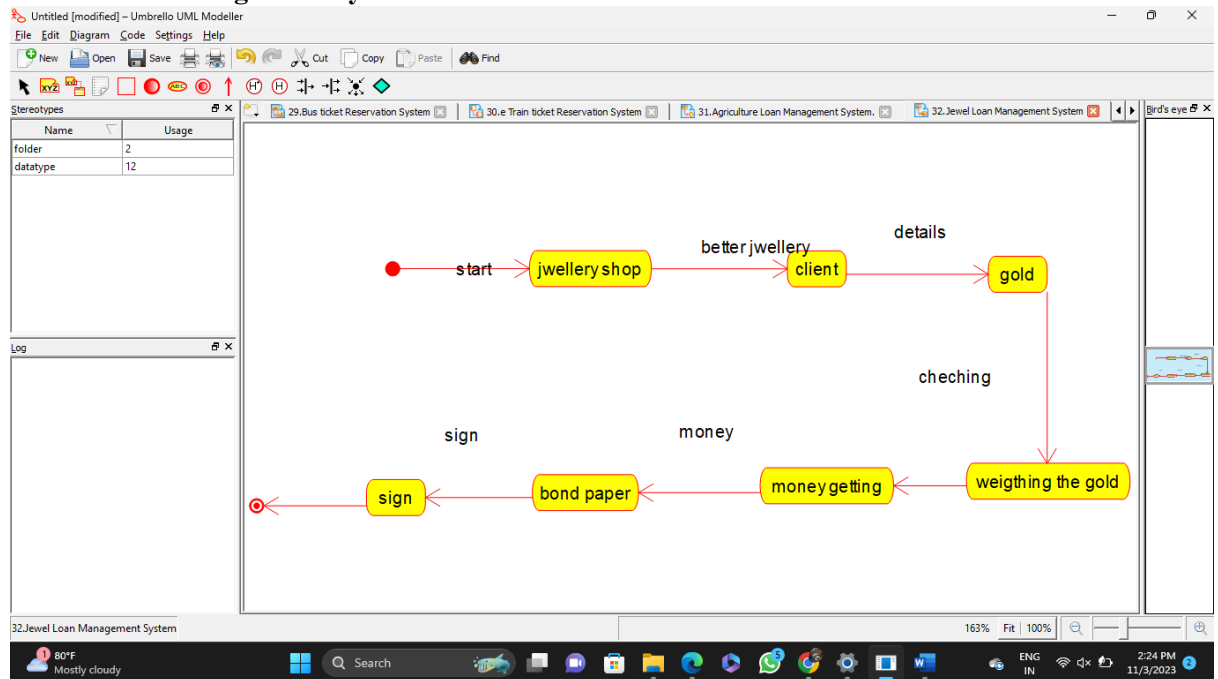 Untitled [modified] – Umbrello UML Modeller
File Edit Diagram Code Settings Help
New Open Save Cut Copy Paste Find
Stereotypes
Name Usage
folder 2
datatype 12
Log
29.Bus ticket Reservation System 30.e Train ticket Reservation System 31.Agriculture Loan Management System. 32.Jewel Loan Management System
Bird's eye
details
better jwellery
start jwellery shop client gold
cheching
sign money
sign bond paper money getting weigthing the gold
32.Jewel Loan Management System 163% Fit 100%
1 80°F
Mostly cloudy
Search
5
ENG
IN
2:24 PM
11/3/2023
2